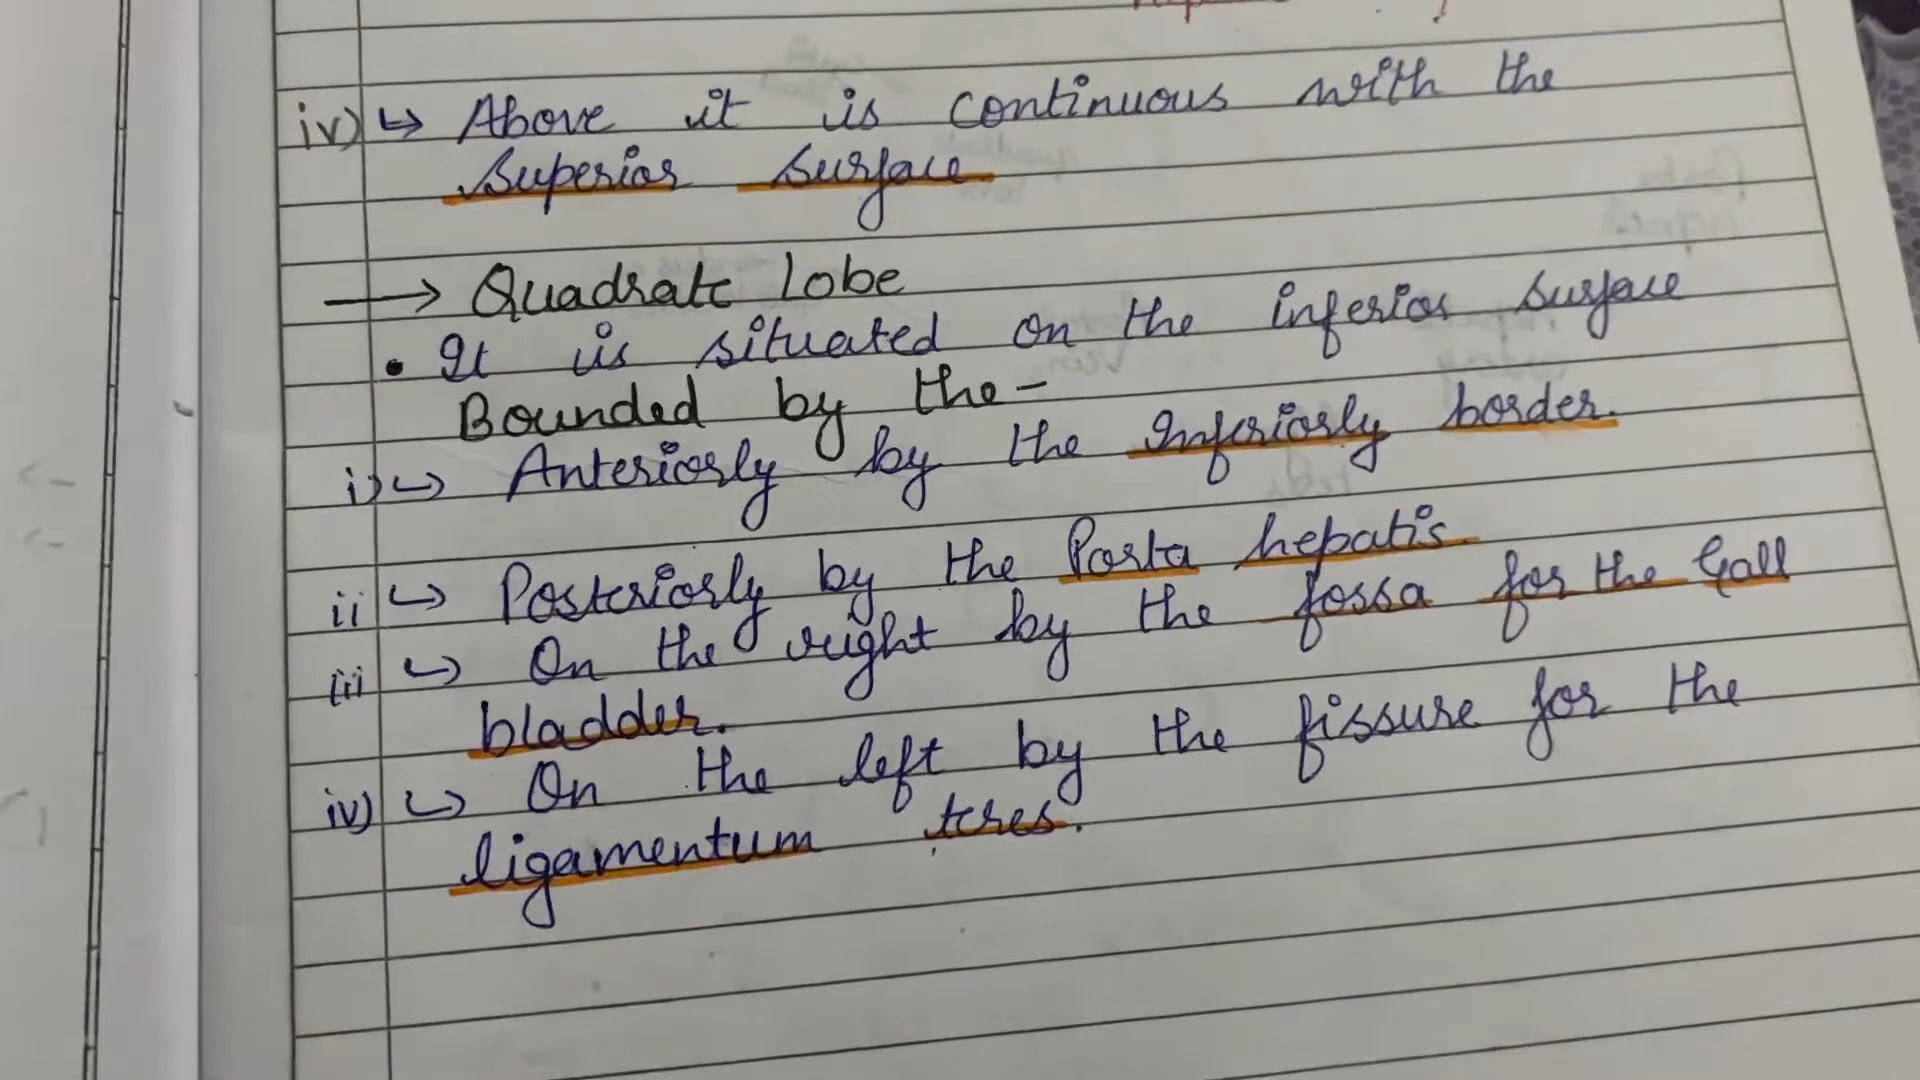 iv) ↳ Above it is continuous with the
Superior surface
→ Quadrate lobe
• It is situated on the inferior surface
Bounded by the -
i) ↳ Anteriorly by the Inferiorly border.
ii ↳ Posteriorly by the Porta hepatis.
iii ↳ On the right by the fossa for the Gall
bladder.
iv) ↳ On the left by the fissure for the
ligamentum teres.